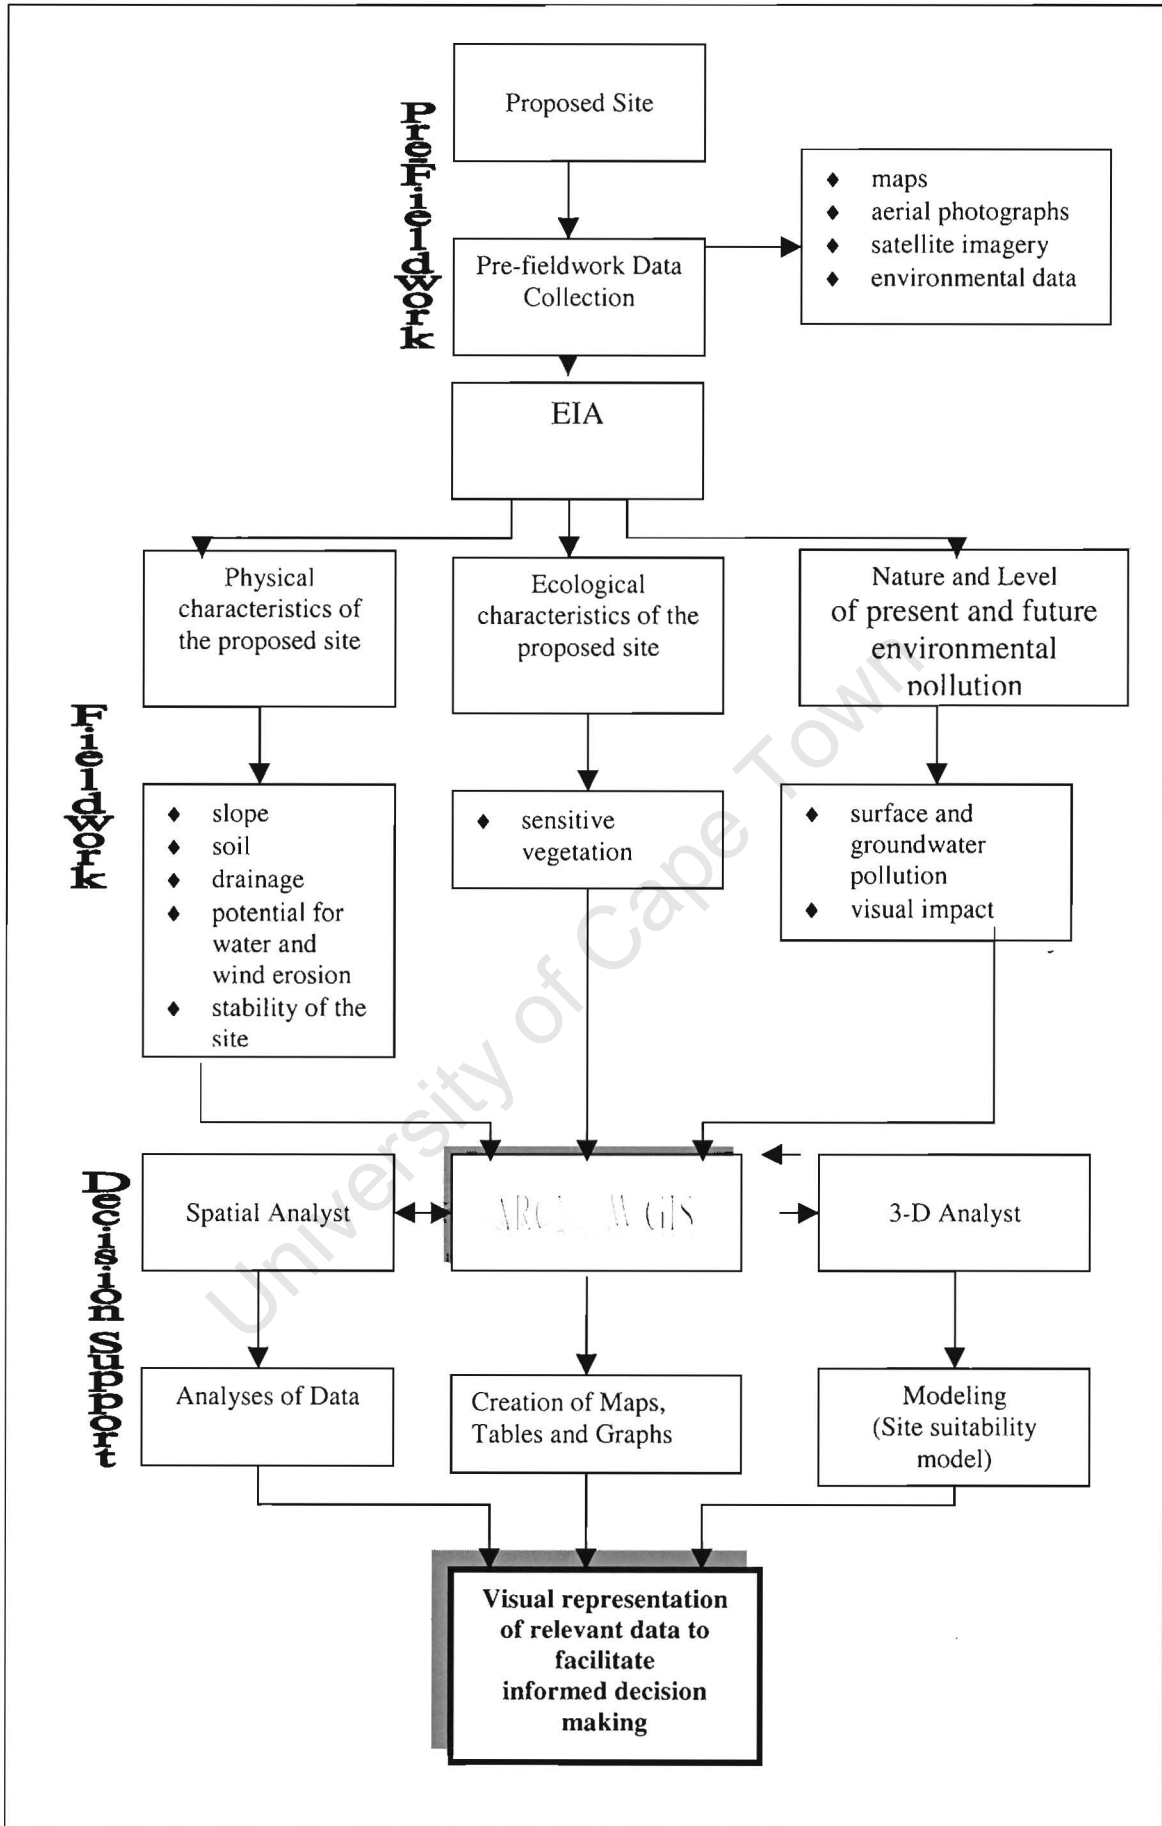 PreFieldwork
Proposed Site
♦ maps
♦ aerial photographs
♦ satellite imagery
♦ environmental data
Pre-fieldwork Data
Collection
EIA
Fieldwork
Physical
characteristics of
the proposed site
Ecological
characteristics of the
proposed site
Nature and Level
of present and future
environmental
pollution
♦ slope
♦ soil
♦ drainage
♦ potential for
water and
wind erosion
♦ stability of the
site
♦ sensitive
vegetation
♦ surface and
groundwater
pollution
♦ visual impact
Decision Support
Spatial Analyst
GIS
3-D Analyst
Analyses of Data
Creation of Maps,
Tables and Graphs
Modeling
(Site suitability
model)
Visual representation
of relevant data to
facilitate
informed decision
making
University of Cape Town